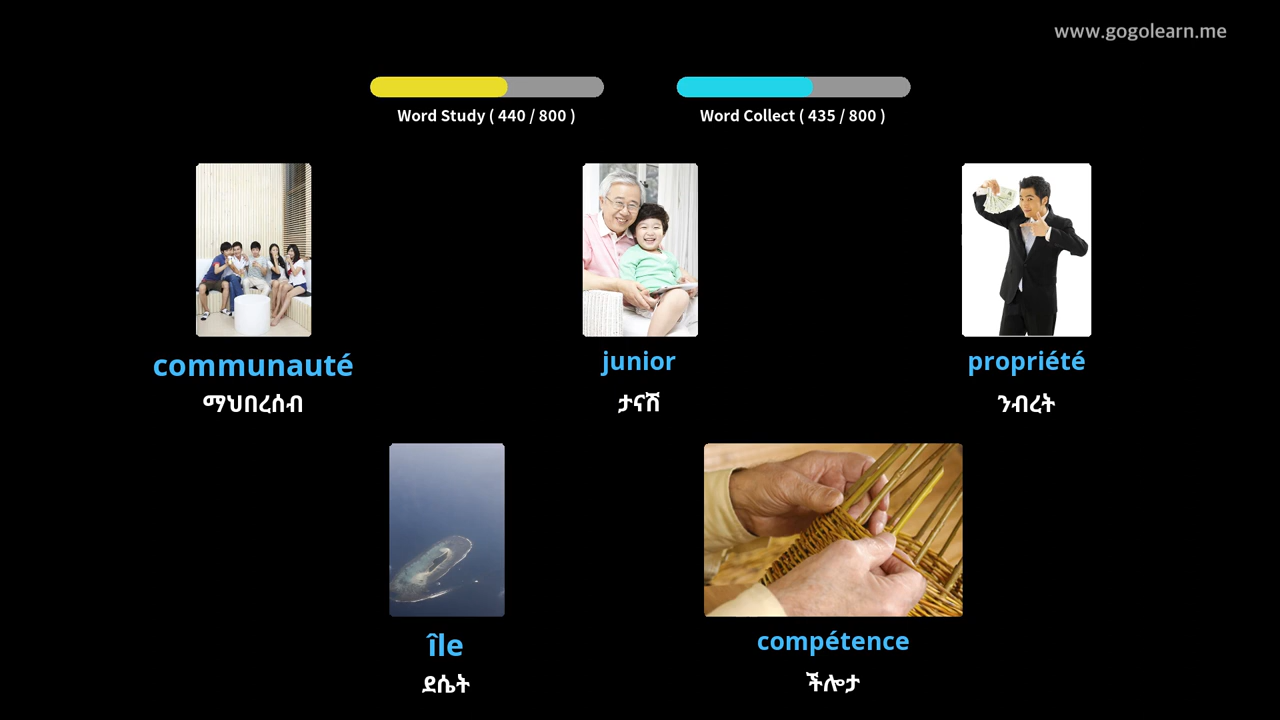 www.gogolearn.me
Word Study ( 440 / 800 )
Word Collect ( 435 / 800 )
communauté
ማህበረሰብ
junior
ታናሽ
propriété
ንብረት
île
ደሴት
compétence
ችሎታ